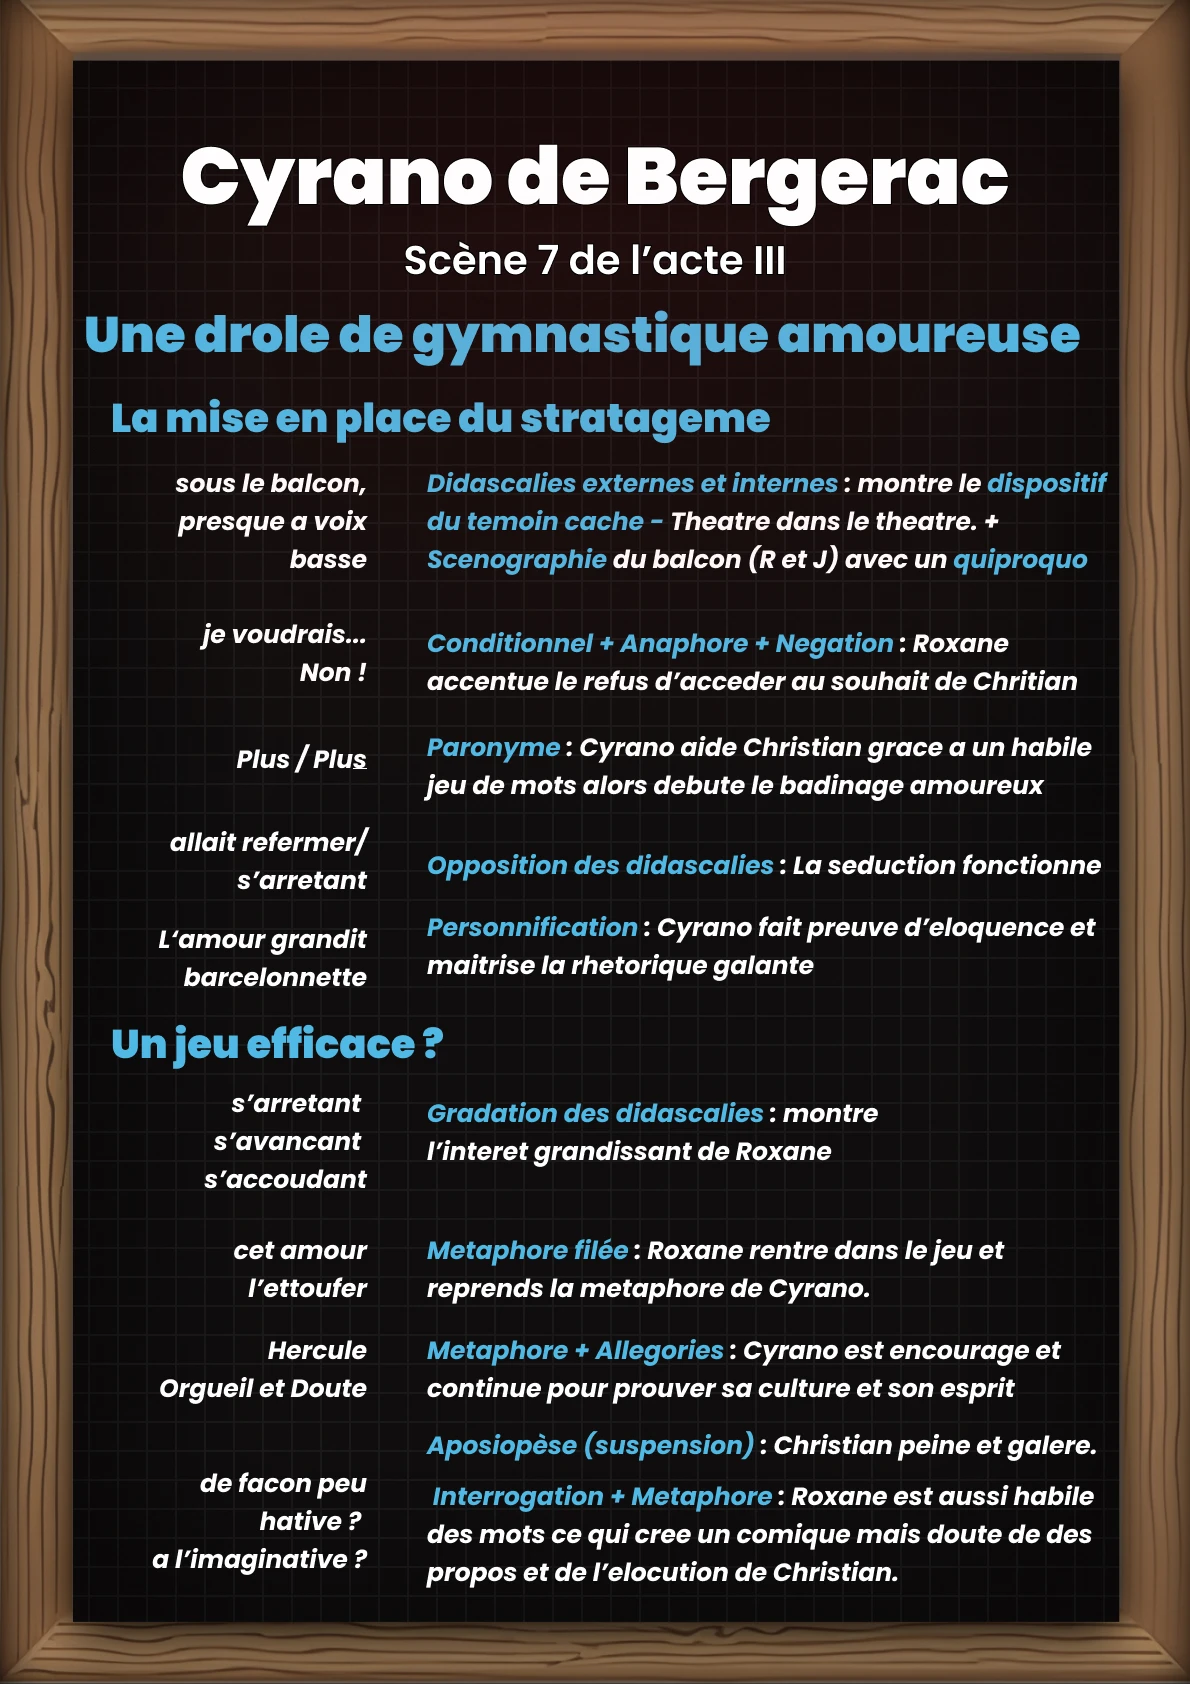 Cyrano de Bergerac
Scène 7 de l’acte III
Une drole de gymnastique amoureuse
La mise en place du stratageme
sous le balcon,
presque a voix
basse
Didascalies externes et internes : montre le dispositif
du temoin cache - Theatre dans le theatre. +
Scenographie du balcon (R et J) avec un quiproquo
je voudrais...
Non !
Conditionnel + Anaphore + Negation : Roxane
accentue le refus d’acceder au souhait de Chritian
Plus / Plus
Paronyme : Cyrano aide Christian grace a un habile
jeu de mots alors debute le badinage amoureux
allait refermer/
s’arretant
Opposition des didascalies : La seduction fonctionne
L‘amour grandit
barcelonnette
Personnification : Cyrano fait preuve d’eloquence et
maitrise la rhetorique galante
Un jeu efficace ?
s’arretant
s’avancant
s’accoudant
Gradation des didascalies : montre
l’interet grandissant de Roxane
cet amour
l’ettoufer
Metaphore filée : Roxane rentre dans le jeu et
reprends la metaphore de Cyrano.
Hercule
Orgueil et Doute
Metaphore + Allegories : Cyrano est encourage et
continue pour prouver sa culture et son esprit
Aposiopèse (suspension) : Christian peine et galere.
de facon peu
hative ?
a l’imaginative ?
Interrogation + Metaphore : Roxane est aussi habile
des mots ce qui cree un comique mais doute de des
propos et de l’elocution de Christian.